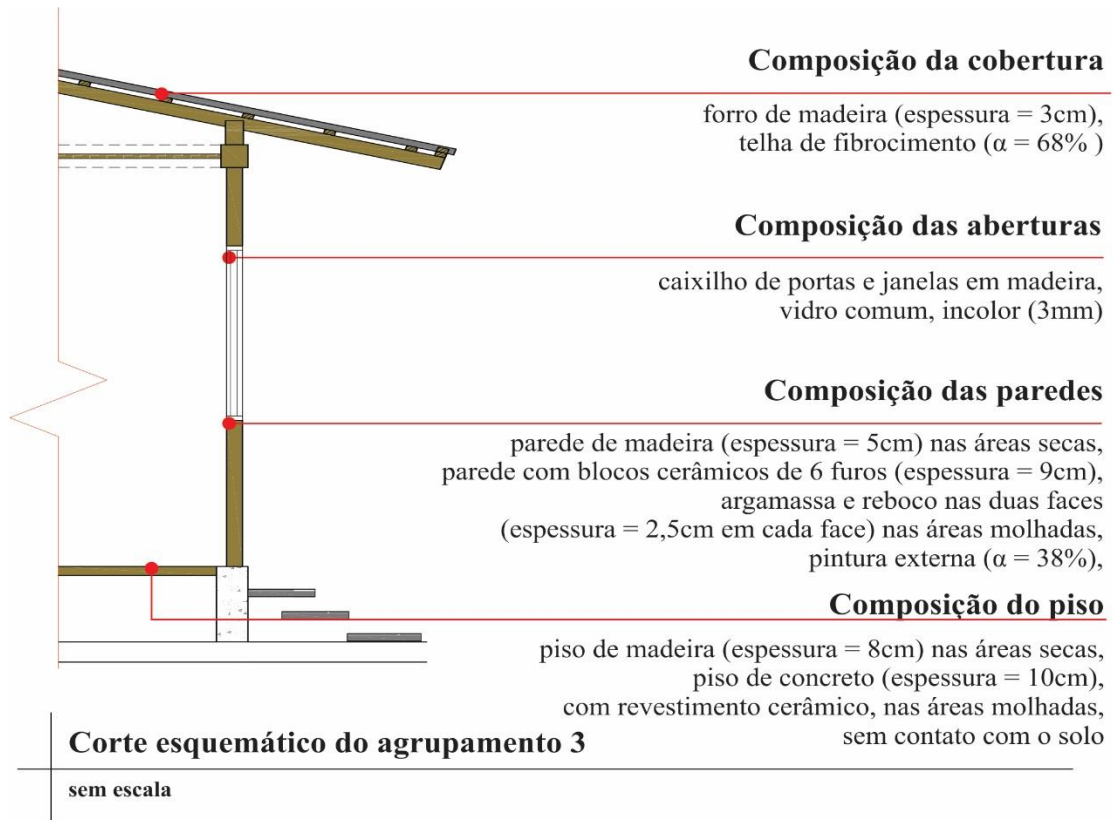 Composição da cobertura
forro de madeira (espessura = 3cm),
telha de fibrocimento (α = 68% )
Composição das aberturas
caixilho de portas e janelas em madeira,
vidro comum, incolor (3mm)
Composição das paredes
parede de madeira (espessura = 5cm) nas áreas secas,
parede com blocos cerâmicos de 6 furos (espessura = 9cm),
argamassa e reboco nas duas faces
(espessura = 2,5cm em cada face) nas áreas molhadas,
pintura externa (α = 38%),
Composição do piso
piso de madeira (espessura = 8cm) nas áreas secas,
piso de concreto (espessura = 10cm),
com revestimento cerâmico, nas áreas molhadas,
sem contato com o solo
Corte esquemático do agrupamento 3
sem escala